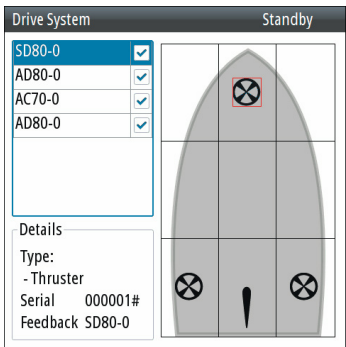 Drive System Standby
SD80-0
AD80-0
AC70-0
AD80-0
Details
Type:
- Thruster
Serial 000001#
Feedback SD80-0